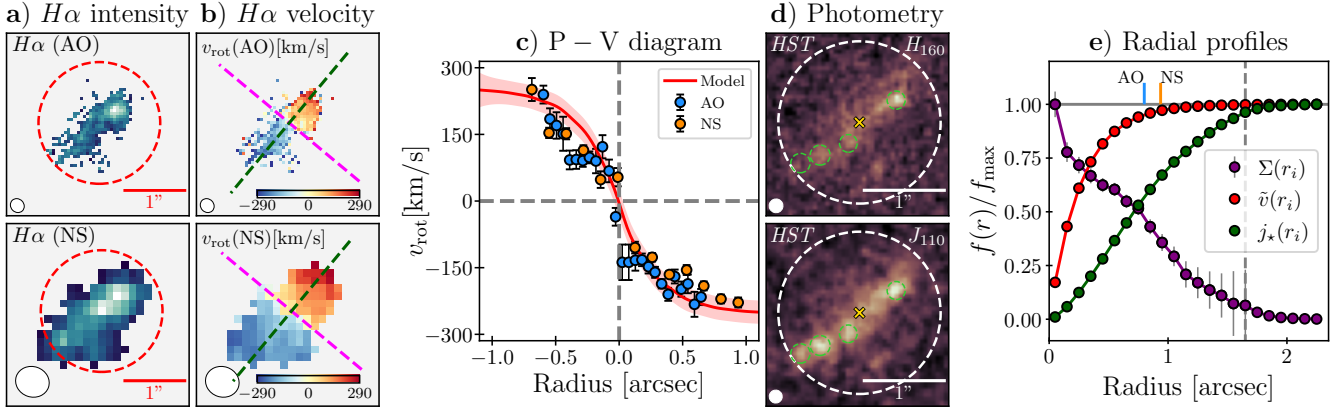 a) Hα intensity
Hα (AO)
1”
Hα (NS)
1”
b) Hα velocity
v_rot(AO)[km/s]
−290 0 290
v_rot(NS)[km/s]
−290 0 290
c) P − V diagram
Model
AO
NS
300
150
0
−150
−300
v_rot[km/s]
−1.0 −0.5 0.0 0.5 1.0
Radius [arcsec]
d) Photometry
HST H₁₆₀
1”
HST J₁₁₀
1”
e) Radial profiles
AO NS
1.00
0.75
0.50
0.25
0.00
f(r)/f_max
Σ(r_i)
ṽ(r_i)
j_⋆(r_i)
0 1 2
Radius [arcsec]